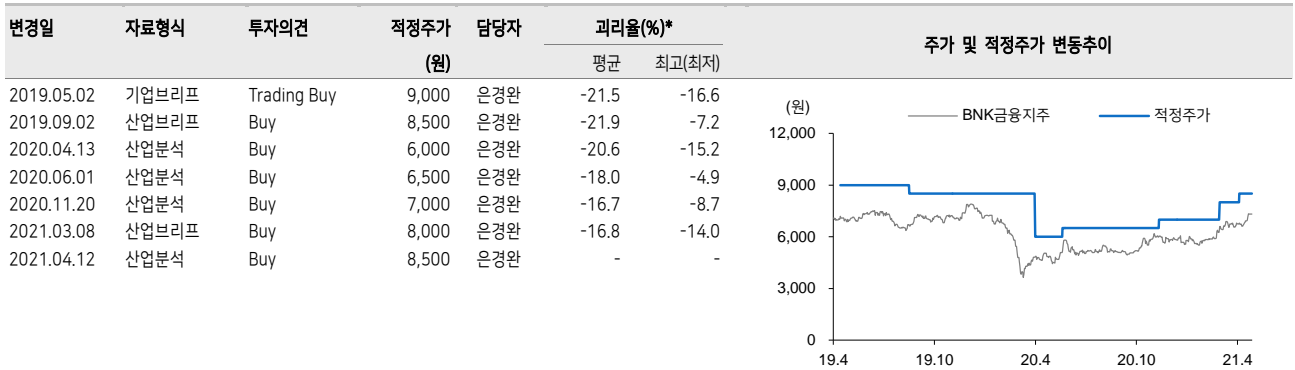 변경일 자료형식 투자의견 적정주가 담당자 괴리율(%)*
(원) 평균 최고(최저)
2019.05.02 기업브리프 Trading Buy 9,000 은경완 -21.5 -16.6
2019.09.02 산업브리프 Buy 8,500 은경완 -21.9 -7.2
2020.04.13 산업분석 Buy 6,000 은경완 -20.6 -15.2
2020.06.01 산업분석 Buy 6,500 은경완 -18.0 -4.9
2020.11.20 산업분석 Buy 7,000 은경완 -16.7 -8.7
2021.03.08 산업브리프 Buy 8,000 은경완 -16.8 -14.0
2021.04.12 산업분석 Buy 8,500 은경완 - -
주가 및 적정주가 변동추이
(원)
BNK금융지주 적정주가
12,000
9,000
6,000
3,000
0
19.4 19.10 20.4 20.10 21.4